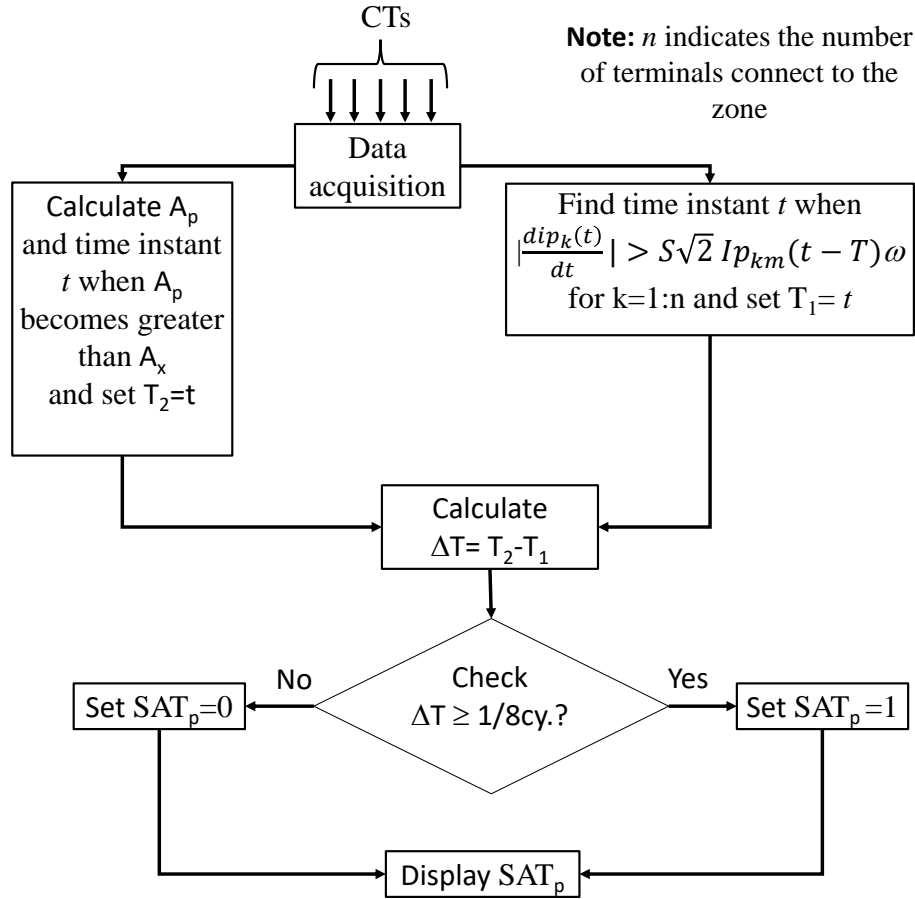 CTs
Note: n indicates the number
of terminals connect to the
zone
Data
acquisition
Calculate Aₚ
and time instant
t when Aₚ
becomes greater
than Aₓ
and set T₂=t
Find time instant t when
|dipₖ(t)/dt| > S√2 Ipₖₘ(t − T)ω
for k=1:n and set T₁= t
Calculate
ΔT= T₂-T₁
No
Check
Yes
ΔT ≥ 1/8cy.?
Set SATₚ=0
Set SATₚ =1
Display SATₚ